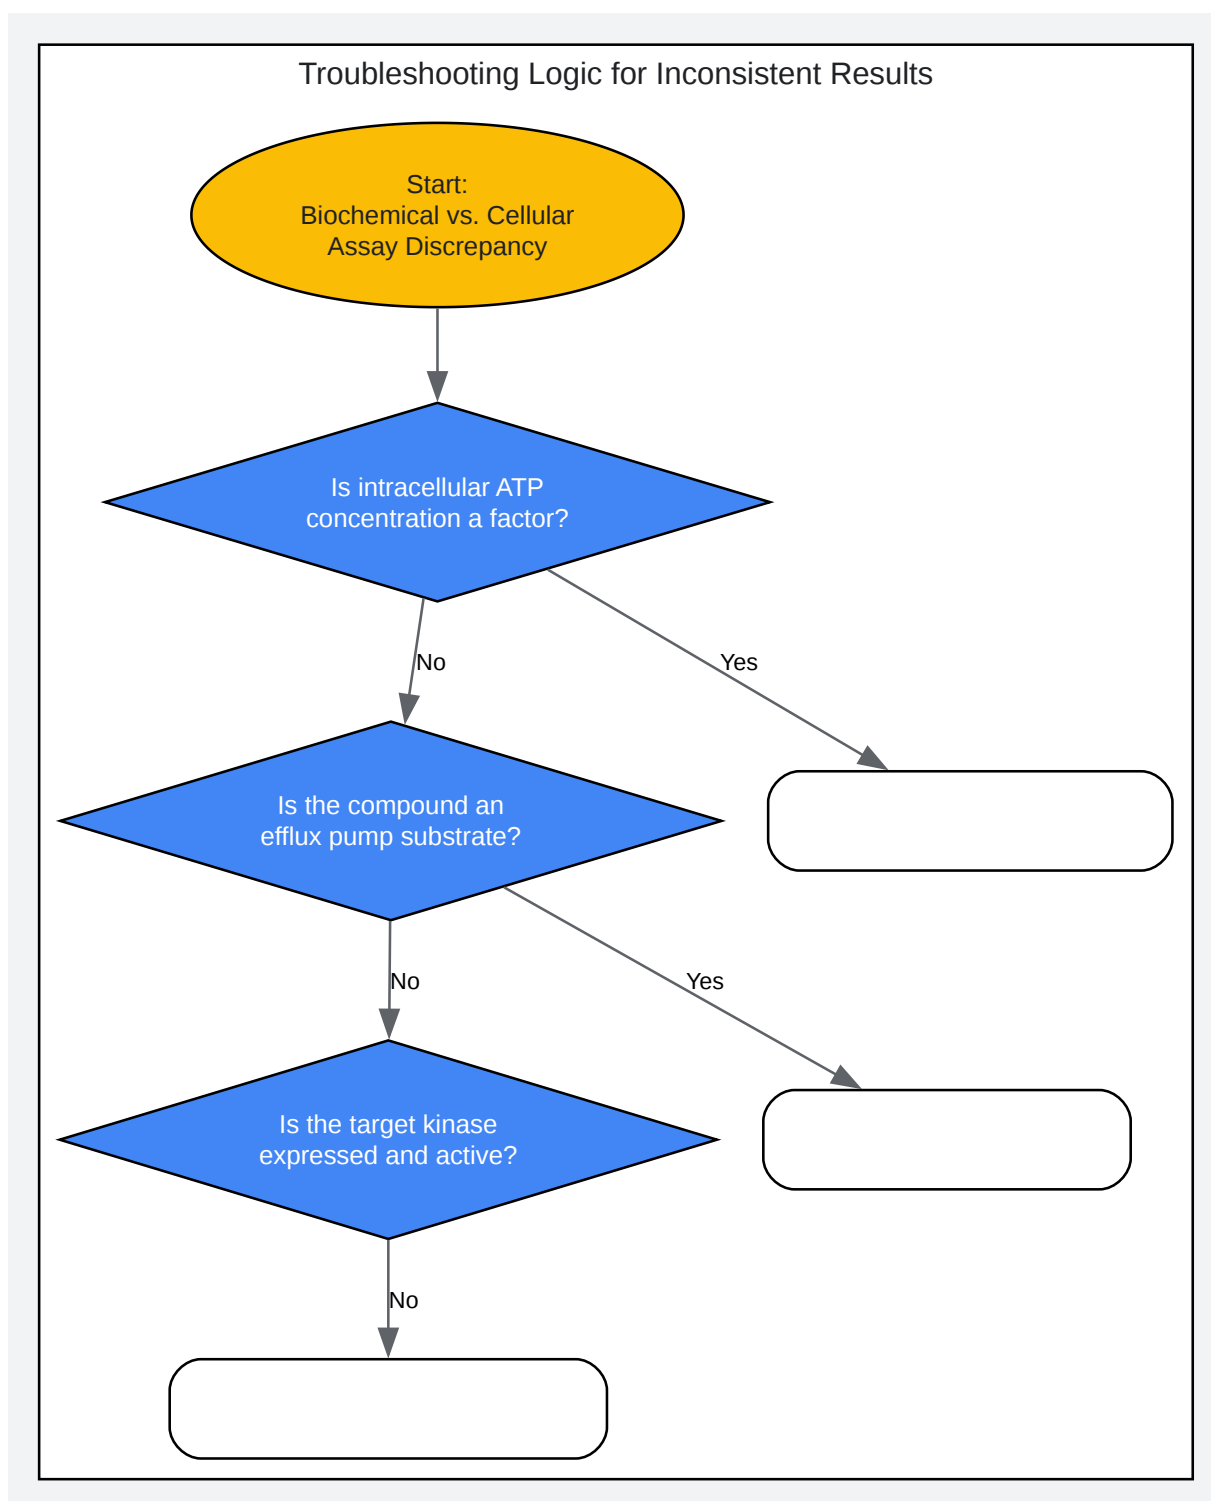 Troubleshooting Logic for Inconsistent Results
Start:
Biochemical vs. Cellular
Assay Discrepancy
Is intracellular ATP
concentration a factor?
No
Yes
Is the compound an
efflux pump substrate?
No
Yes
Is the target kinase
expressed and active?
No